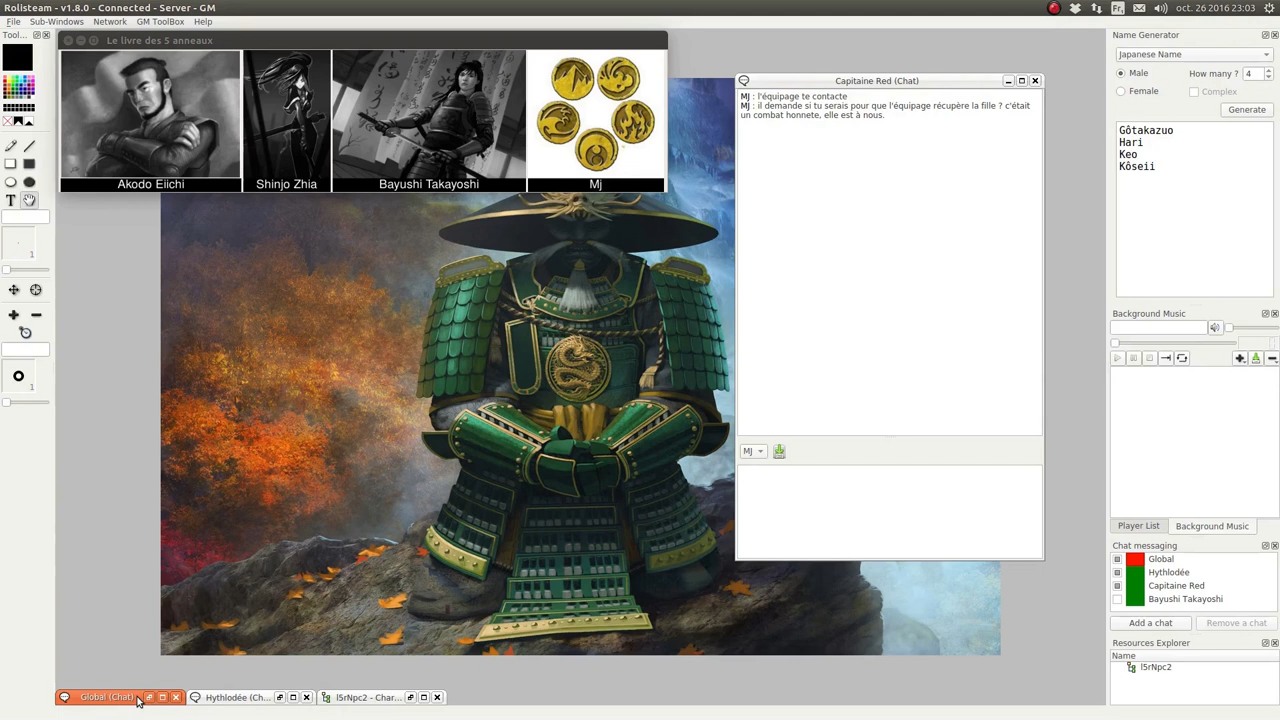 Rolisteam - v1.8.0 - Connected - Server - GM
Fr,
oct. 26 2016 23:03
File Sub-Windows Network GM ToolBox Help
Tool...
T
1
1
Le livre des 5 anneaux
Akodo Eiichi
Shinjo Zhia
Bayushi Takayoshi
Mj
Capitaine Red (Chat)
MJ : l'équipage te contacte
MJ : il demande si tu serais pour que l'équipage récupère la fille ? c'était
un combat honnete, elle est à nous.
MJ
Name Generator
Japanese Name
Male How many ? 4
Female Complex
Generate
Gôtakazuo
Hari
Keo
Kôseii
Background Music
Player List Background Music
Chat messaging
Global
Hythlodée
Capitaine Red
Bayushi Takayoshi
Add a chat Remove a chat
Resources Explorer
Name
l5rNpc2
Global (Chat)
Hythlodée (Ch...
l5rNpc2 - Char...